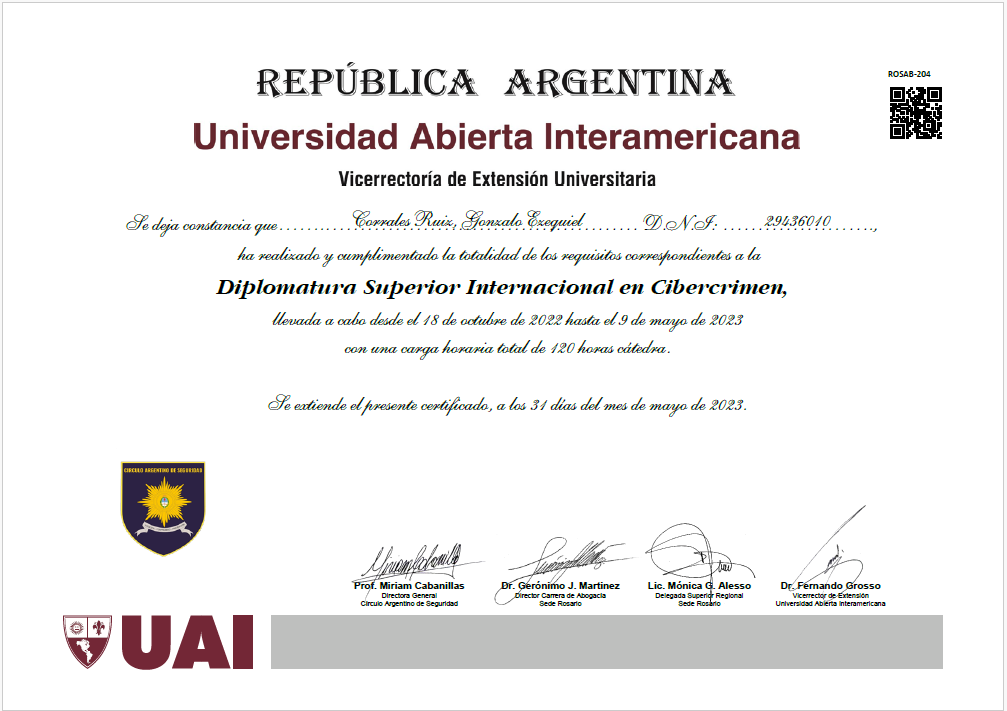 REPÚBLICA ARGENTINA
ROSAB-204
Universidad Abierta Interamericana
Vicerrectoría de Extensión Universitaria
Se deja constancia que ........ Corrales Ruiz, Gonzalo Ezequiel ........ D.N.I: ........ 29436010 ........,
ha realizado y cumplimentado la totalidad de los requisitos correspondientes a la
Diplomatura Superior Internacional en Cibercrimen,
llevada a cabo desde el 18 de octubre de 2022 hasta el 9 de mayo de 2023
con una carga horaria total de 120 horas cátedra.
Se extiende el presente certificado, a los 31 días del mes de mayo de 2023.
CIRCULO ARGENTINO DE SEGURIDAD
Prof. Miriam Cabanillas
Directora General
Círculo Argentino de Seguridad
Dr. Gerónimo J. Martinez
Director Carrera de Abogacía
Sede Rosario
Lic. Mónica G. Alesso
Delegada Superior Regional
Sede Rosario
Dr. Fernando Grosso
Vicerrector de Extensión
Universidad Abierta Interamericana
UAI